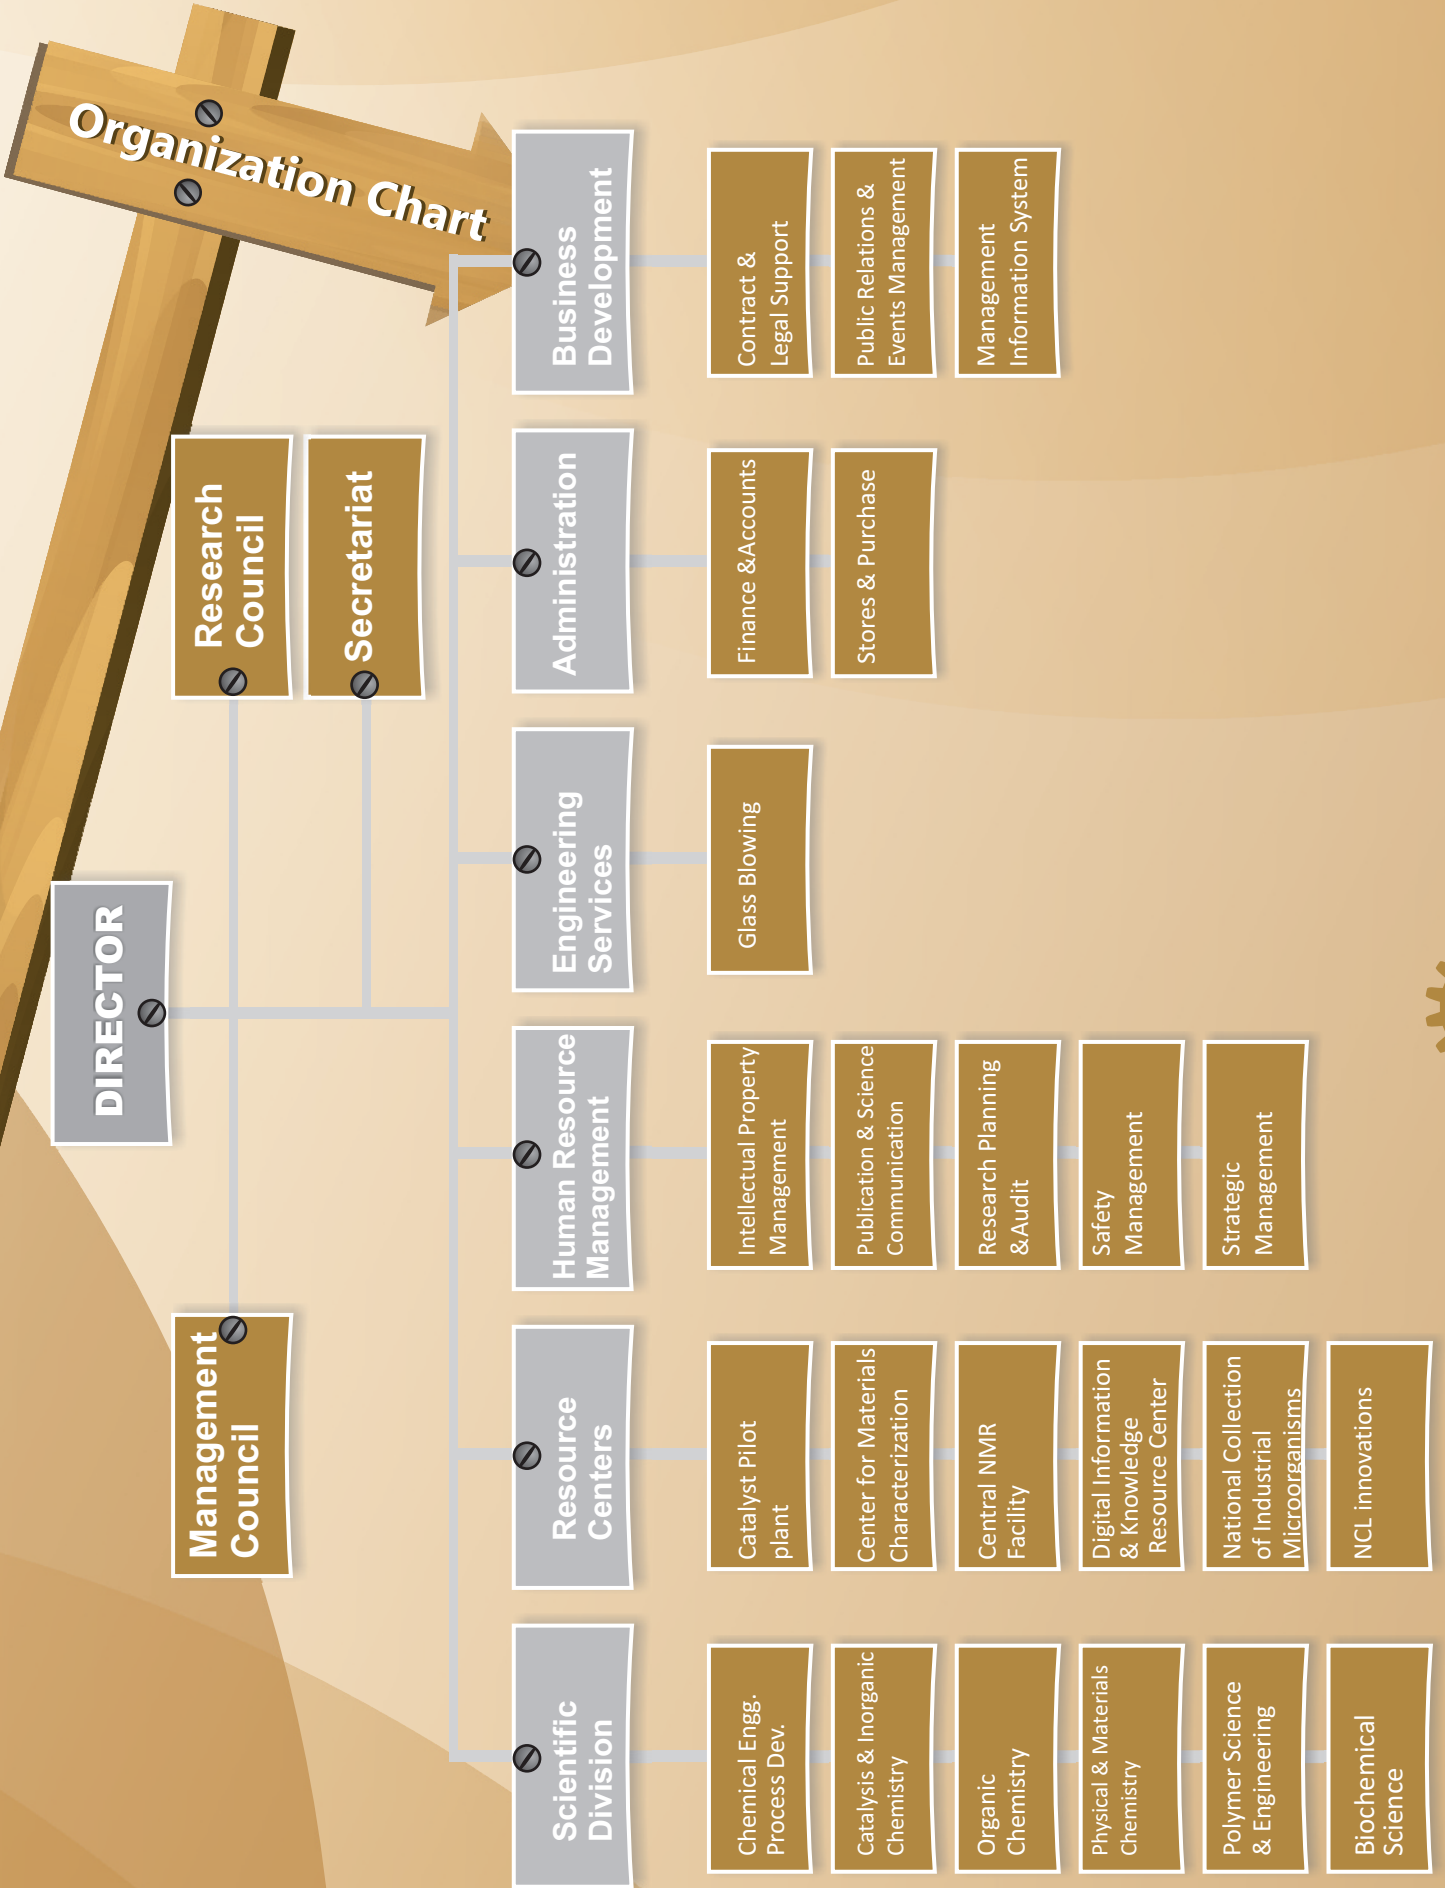 Organization Chart
DIRECTOR
Management
Council
Research
Council
Secretariat
Scientific
Division
Resource
Centers
Human Resource
Management
Engineering
Services
Administration
Business
Development
Chemical Engg.
Process Dev.
Catalysis & Inorganic
Chemistry
Organic
Chemistry
Physical & Materials
Chemistry
Polymer Science
& Engineering
Biochemical
Science
Catalyst Pilot
plant
Center for Materials
Characterization
Central NMR
Facility
Digital Information
& Knowledge
Resource Center
National Collection
of Industrial
Microorganisms
NCL innovations
Intellectual Property
Management
Publication & Science
Communication
Research Planning
&Audit
Safety
Management
Strategic
Management
Glass Blowing
Finance &Accounts
Stores & Purchase
Contract &
Legal Support
Public Relations &
Events Management
Management
Information System